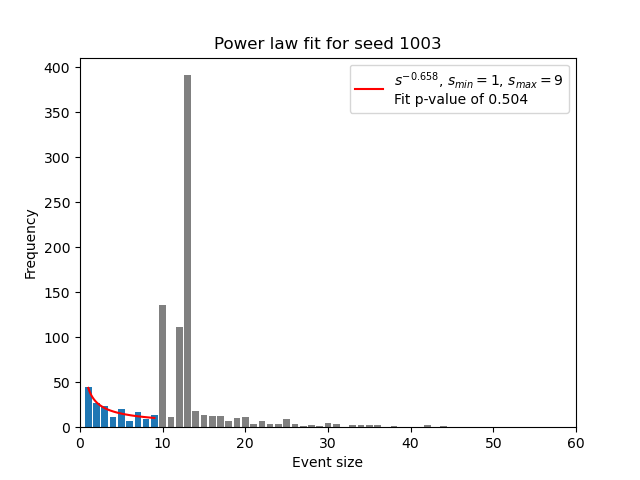 Power law fit for seed 1003
400
350
300
250
200
150
100
50
0
Frequency
s^{-0.658}, s_{min} = 1, s_{max} = 9
Fit p-value of 0.504
0 10 20 30 40 50 60
Event size